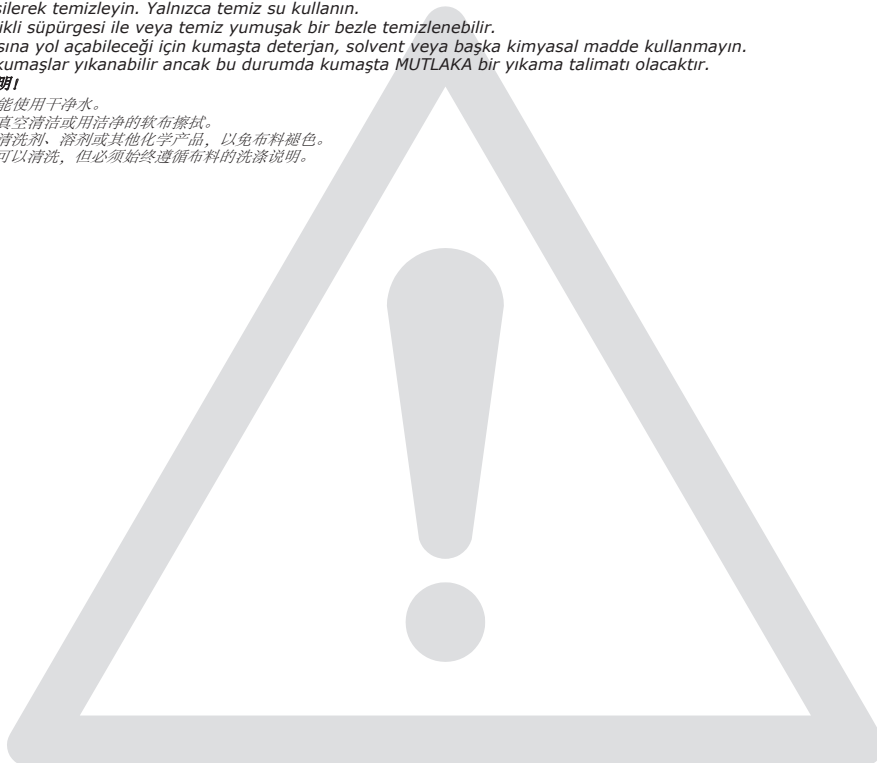 silerek temizleyin. Yalnızca temiz su kullanın.
ikli süpürgesi ile veya temiz yumuşak bir bezle temizlenebilir.
sına yol açabileceği için kumaşta deterjan, solvent veya başka kimyasal madde kullanmayın.
kumaşlar yıkanabilir ancak bu durumda kumaşta MUTLAKA bir yıkama talimatı olacaktır.
明!
能使用干净水。
真空清洁或用洁净的软布擦拭。
清洗剂、溶剂或其他化学产品，以免布料褪色。
可以清洗，但必须始终遵循布料的洗涤说明。